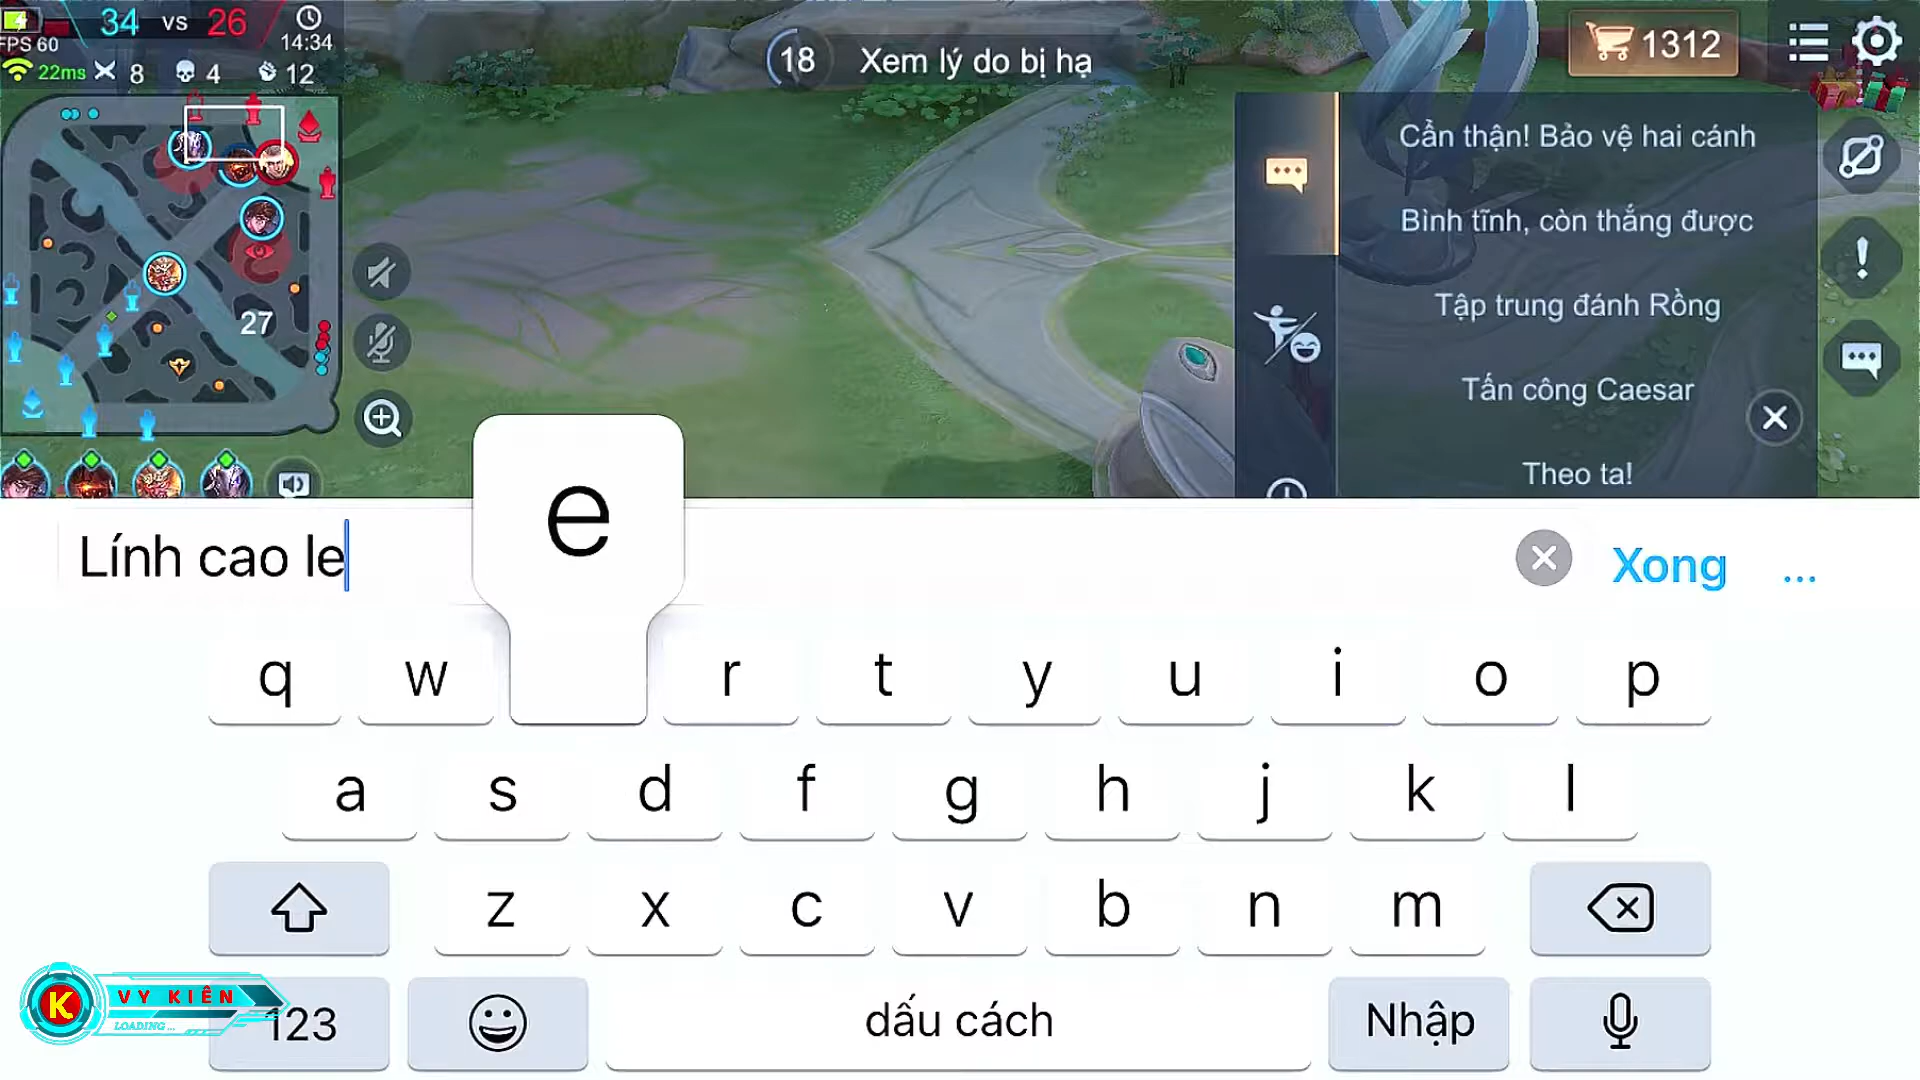 34 vs 26
FPS 60
14:34
22ms 8 4 12
18 Xem lý do bị hạ
1312
Cẩn thận! Bảo vệ hai cánh
Bình tĩnh, còn thắng được
Tập trung đánh Rồng
Tấn công Caesar
Theo ta!
27
Lính cao le
Xong ...
e
q w r t y u i o p
a s d f g h j k l
z x c v b n m
123 dấu cách Nhập
K VY KIÊN
LOADING...